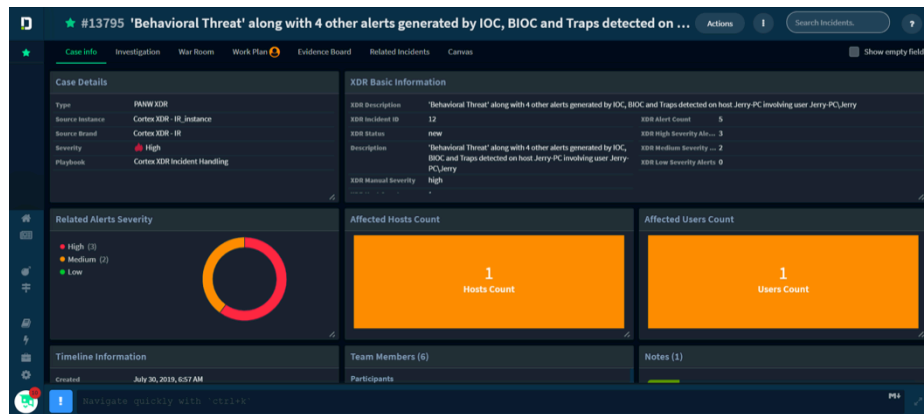 #13795 'Behavioral Threat' along with 4 other alerts generated by IOC, BIOC and Traps detected on ...
Actions
Search Incidents.
?
Case Info
Investigation
War Room
Work Plan
Evidence Board
Related Incidents
Canvas
Show empty field
Case Details
Type PANW XDR
Source Instance Cortex XDR - IR_instance
Source Brand Cortex XDR - IR
Severity High
Playbook Cortex XDR Incident Handling
XDR Basic Information
XDR Description 'Behavioral Threat' along with 4 other alerts generated by IOC, BIOC and Traps detected on host Jerry-PC involving user Jerry-PC\Jerry
XDR Incident ID 12
XDR Status new
Description 'Behavioral Threat' along with 4 other alerts generated by IOC,
BIOC and Traps detected on host Jerry-PC involving user Jerry-
PC\Jerry
XDR Manual Severity high
XDR Alert Count 5
XDR High Severity Ale... 3
XDR Medium Severity ... 2
XDR Low Severity Alerts 0
Related Alerts Severity
High (3)
Medium (2)
Low
Affected Hosts Count
1
Hosts Count
Affected Users Count
1
Users Count
Timeline Information
Created July 30, 2019, 6:57 AM
Team Members (6)
Participants
Notes (1)
! Navigate quickly with 'ctrl+k'
M↓